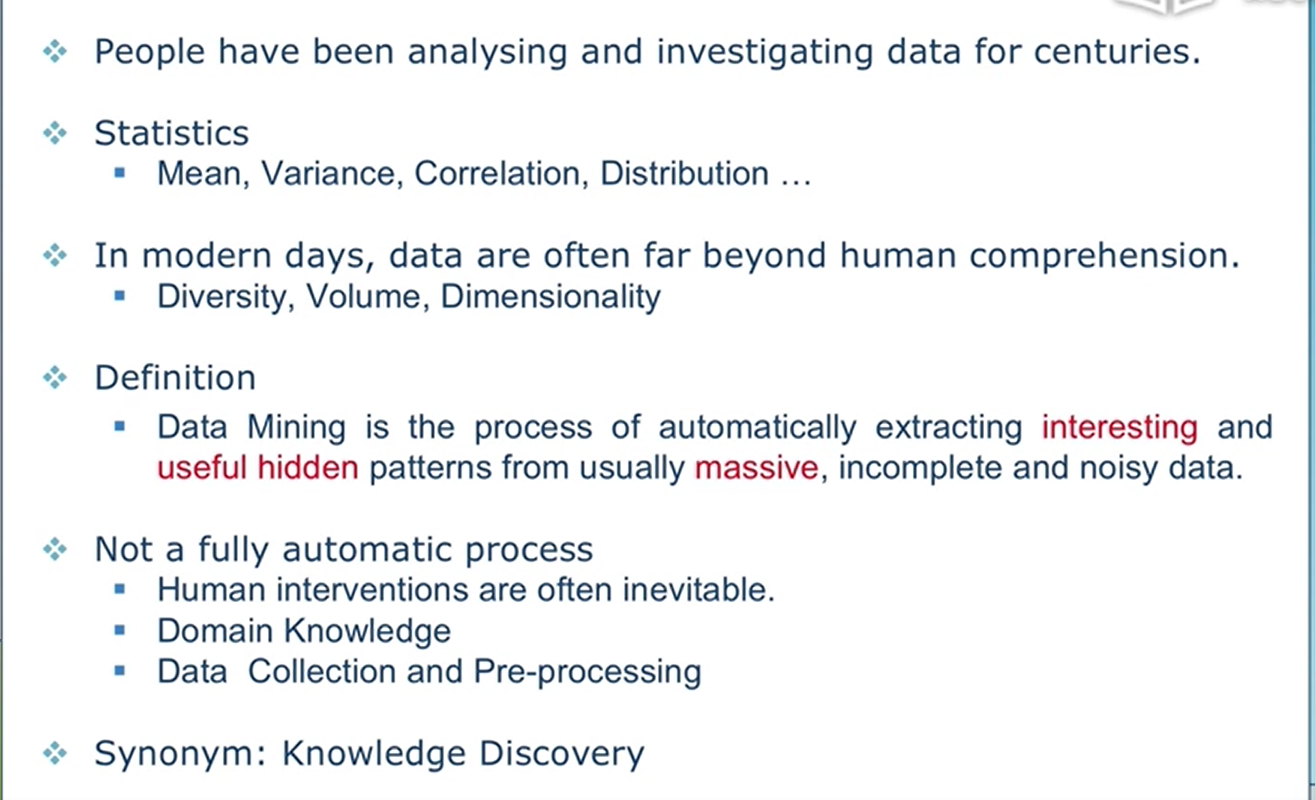 People have been analysing and investigating data for centuries.
Statistics
Mean, Variance, Correlation, Distribution …
In modern days, data are often far beyond human comprehension.
Diversity, Volume, Dimensionality
Definition
Data Mining is the process of automatically extracting interesting and
useful hidden patterns from usually massive, incomplete and noisy data.
Not a fully automatic process
Human interventions are often inevitable.
Domain Knowledge
Data Collection and Pre-processing
Synonym: Knowledge Discovery